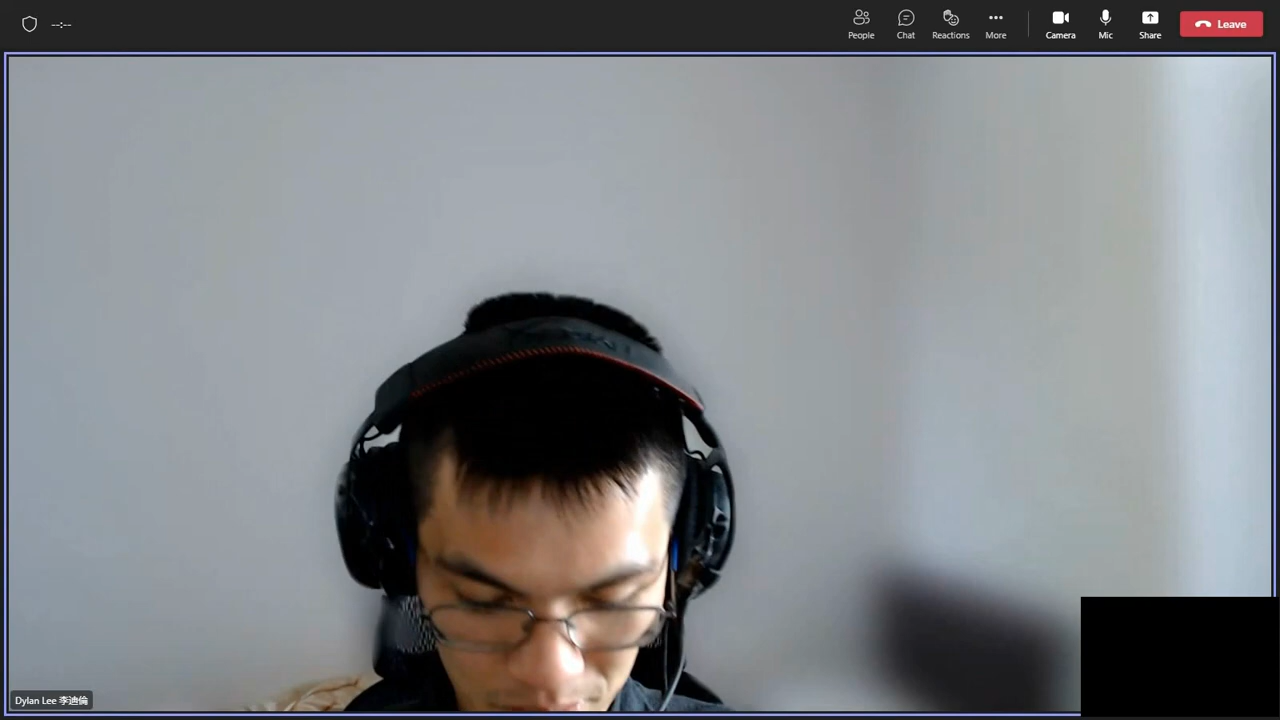 --:--
People
Chat
Reactions
More
Camera
Mic
Share
Leave
Dylan Lee 李迪倫